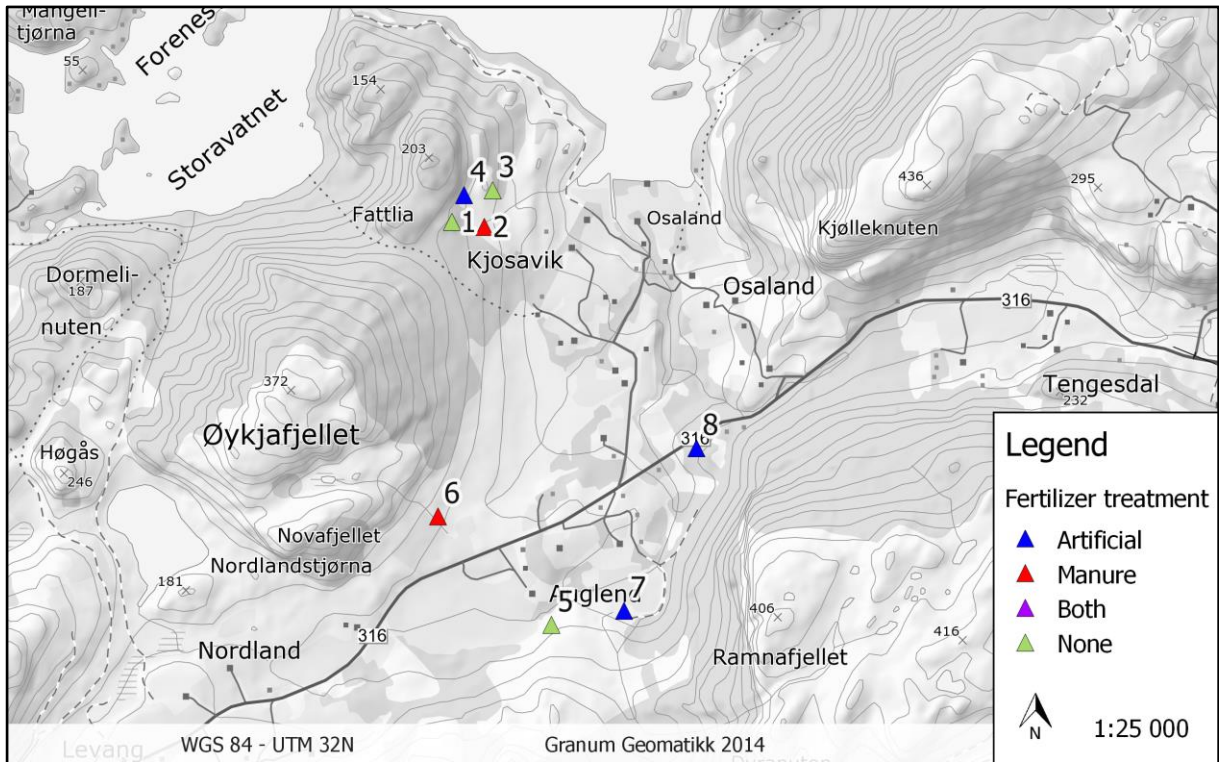 Mangeli-
tjørna
55
Forenes
Storavatnet
154
203
4
3
Fattlia
1
2
Kjosavik
Osaland
Osaland
436
295
Kjølleknuten
Dormeli-
187
nuten
316
372
Øykjafjellet
Tengesdal
232
Høgås
246
8
316
6
Novafjellet
Nordlandstjørna
181
Auglend
5
7
406
416
316
Nordland
Ramnafjellet
Levang
WGS 84 - UTM 32N
Granum Geomatikk 2014
Legend
Fertilizer treatment
Artificial
Manure
Both
None
N
1:25 000